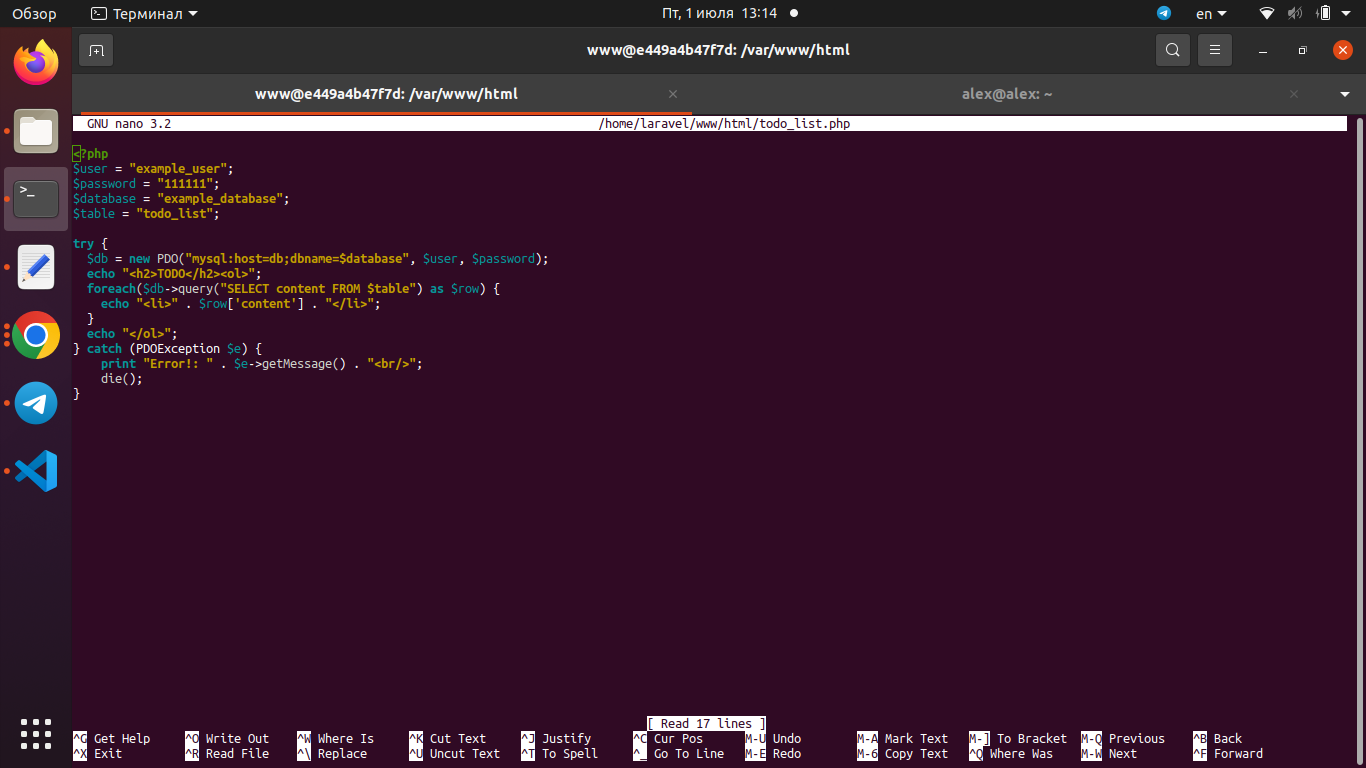 Обзор
Терминал
Пт, 1 июля 13:14
en
www@e449a4b47f7d: /var/www/html
www@e449a4b47f7d: /var/www/html
alex@alex: ~
GNU nano 3.2 /home/laravel/www/html/todo_list.php
<?php
$user = "example_user";
$password = "111111";
$database = "example_database";
$table = "todo_list";
try {
  $db = new PDO("mysql:host=db;dbname=$database", $user, $password);
  echo "<h2>TODO</h2><ol>";
  foreach($db->query("SELECT content FROM $table") as $row) {
    echo "<li>" . $row['content'] . "</li>";
  }
  echo "</ol>";
} catch (PDOException $e) {
    print "Error!: " . $e->getMessage() . "<br/>";
    die();
}
[ Read 17 lines ]
^G Get Help ^O Write Out ^W Where Is ^K Cut Text ^J Justify ^C Cur Pos M-U Undo M-A Mark Text M-] To Bracket M-Q Previous ^B Back
^X Exit ^R Read File ^\ Replace ^U Uncut Text ^T To Spell ^_ Go To Line M-E Redo M-6 Copy Text ^Q Where Was M-W Next ^F Forward